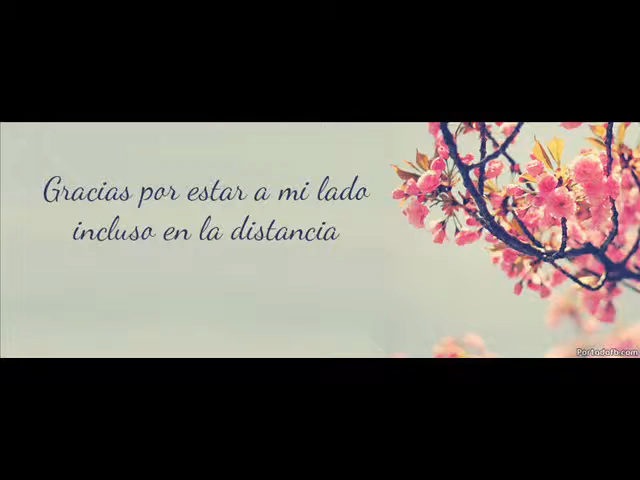 Gracias por estar a mi lado
incluso en la distancia
Portadafb.com